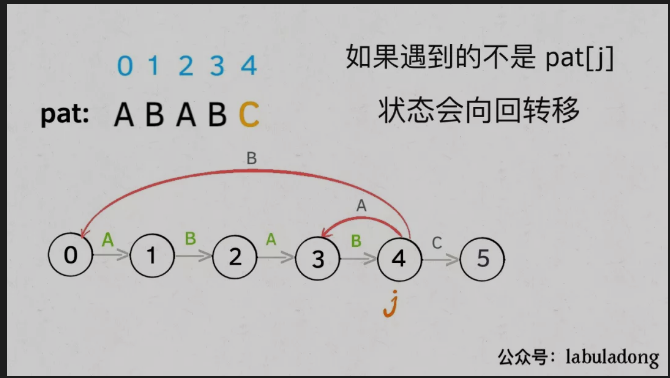 0 1 2 3 4
pat: A B A B C
如果遇到的不是 pat[j]
状态会向回转移
B
A
0 A 1 B 2 A 3 B 4 C 5
j
公众号：labuladong